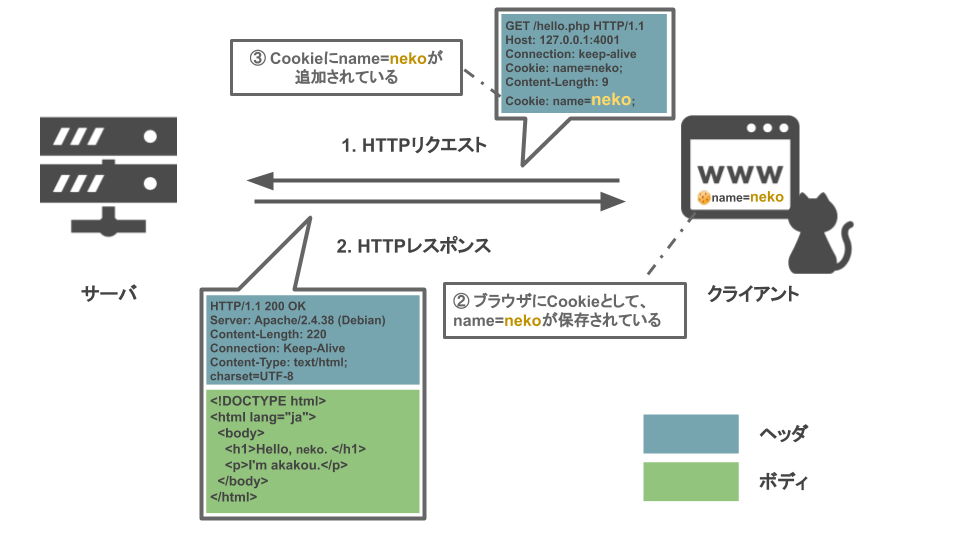 GET /hello.php HTTP/1.1
Host: 127.0.0.1:4001
Connection: keep-alive
Cookie: name=neko;
Content-Length: 9
Cookie: name=neko;
③ Cookieにname=nekoが
追加されている
1. HTTPリクエスト
WWW
name=neko
2. HTTPレスポンス
サーバ
クライアント
② ブラウザにCookieとして、
name=nekoが保存されている
HTTP/1.1 200 OK
Server: Apache/2.4.38 (Debian)
Content-Length: 220
Connection: Keep-Alive
Content-Type: text/html;
charset=UTF-8
<!DOCTYPE html>
<html lang="ja">
<body>
<h1>Hello, neko. </h1>
<p>I'm akakou.</p>
</body>
</html>
ヘッダ
ボディ